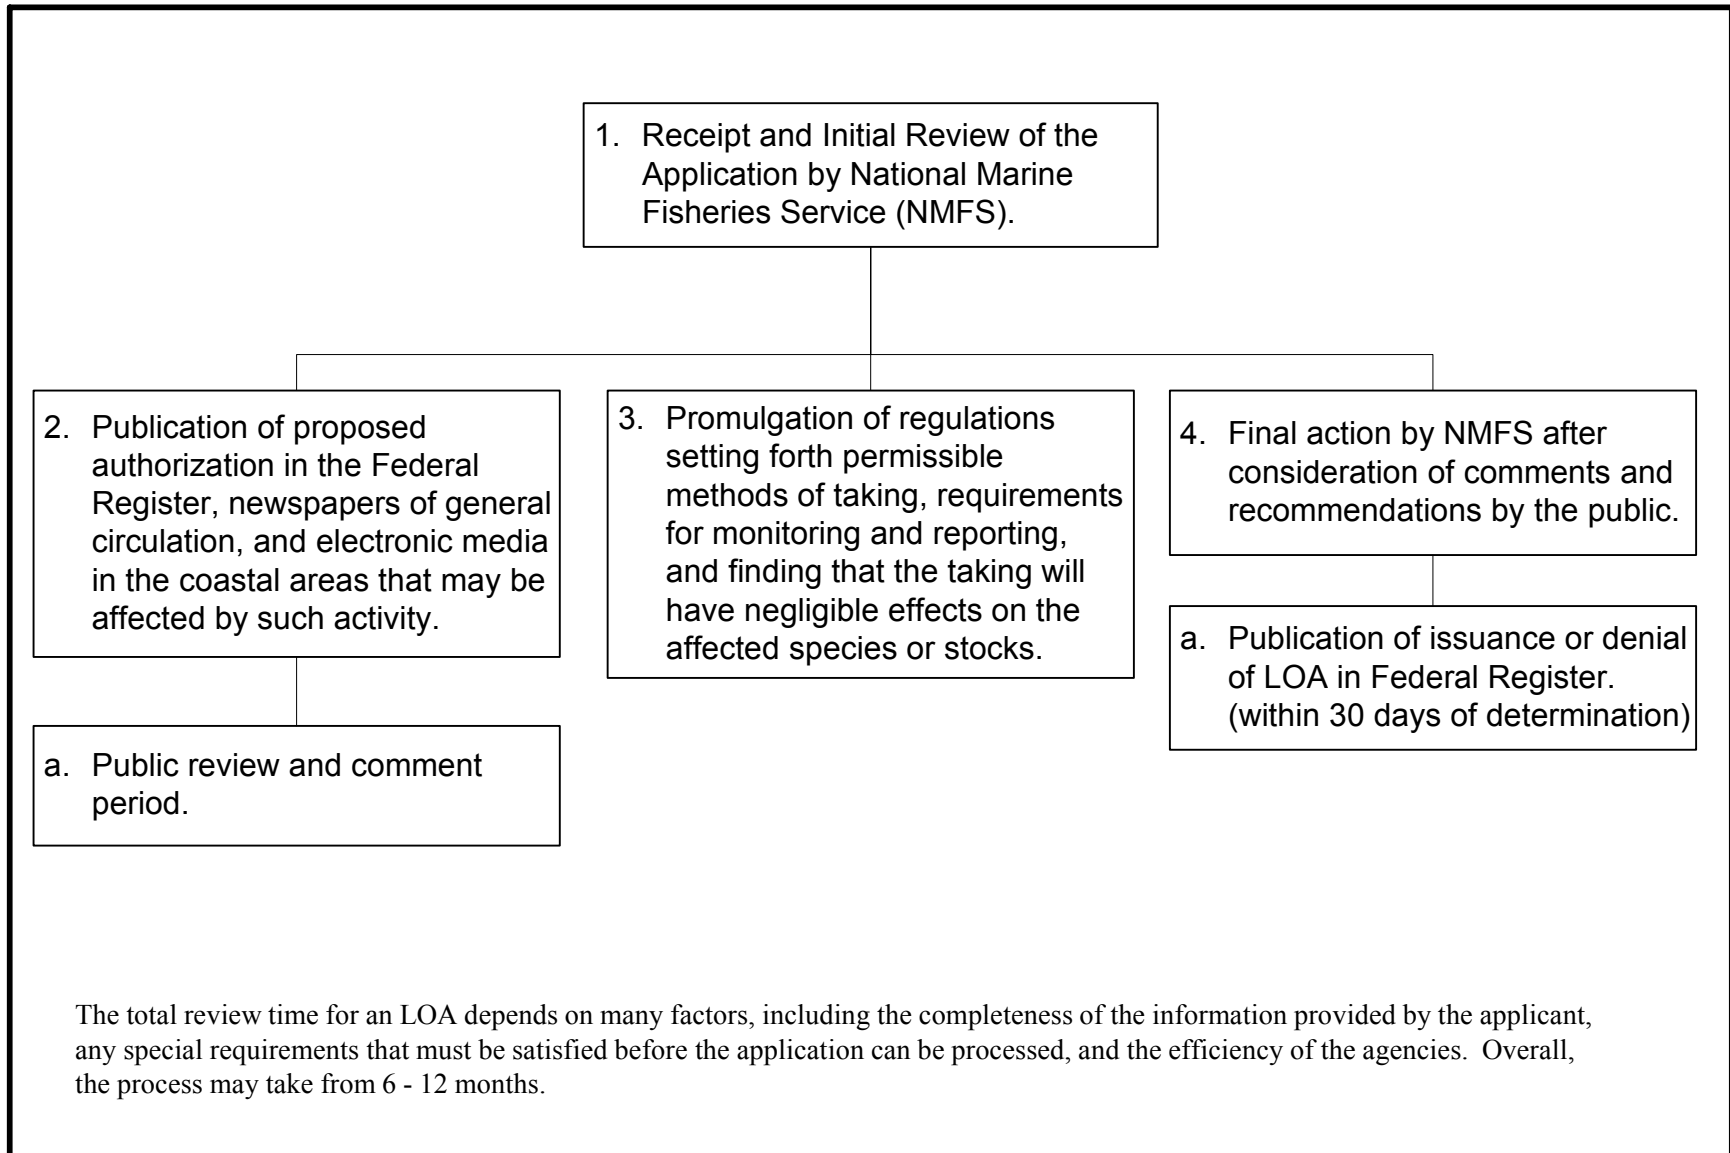 1. Receipt and Initial Review of the
Application by National Marine
Fisheries Service (NMFS).
2. Publication of proposed
authorization in the Federal
Register, newspapers of general
circulation, and electronic media
in the coastal areas that may be
affected by such activity.
a. Public review and comment
period.
3. Promulgation of regulations
setting forth permissible
methods of taking, requirements
for monitoring and reporting,
and finding that the taking will
have negligible effects on the
affected species or stocks.
4. Final action by NMFS after
consideration of comments and
recommendations by the public.
a. Publication of issuance or denial
of LOA in Federal Register.
(within 30 days of determination)
The total review time for an LOA depends on many factors, including the completeness of the information provided by the applicant,
any special requirements that must be satisfied before the application can be processed, and the efficiency of the agencies.  Overall,
the process may take from 6 - 12 months.